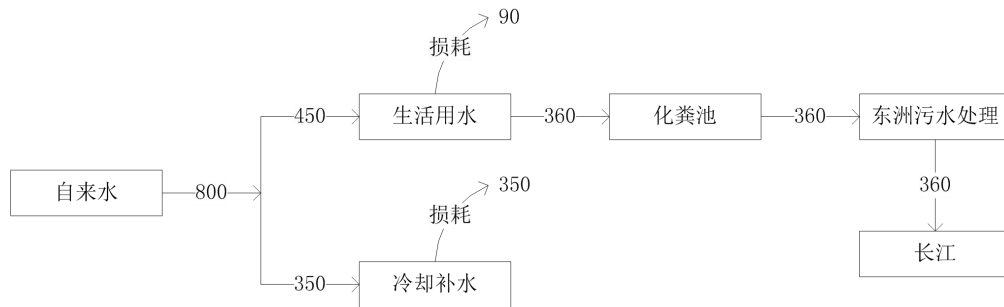 90
损耗
450
生活用水
360
化粪池
360
东洲污水处理
自来水
800
350
损耗
360
长江
350
冷却补水